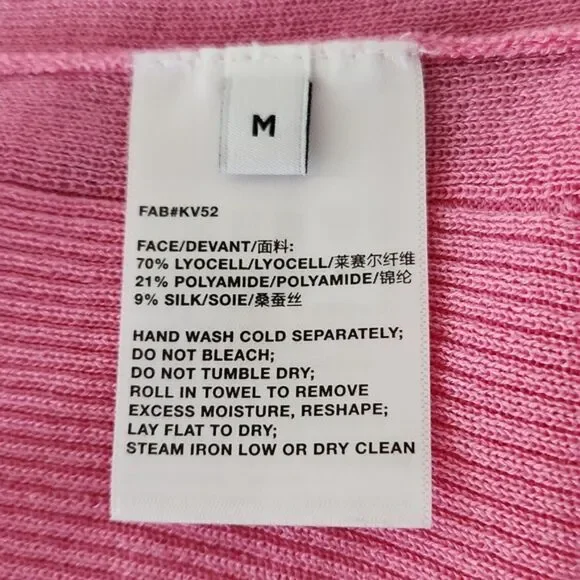 M
FAB#KV52
FACE/DEVANT/面料:
70% LYOCELL/LYOCELL/莱赛尔纤维
21% POLYAMIDE/POLYAMIDE/锦纶
9% SILK/SOIE/桑蚕丝
HAND WASH COLD SEPARATELY;
DO NOT BLEACH;
DO NOT TUMBLE DRY;
ROLL IN TOWEL TO REMOVE
EXCESS MOISTURE, RESHAPE;
LAY FLAT TO DRY;
STEAM IRON LOW OR DRY CLEAN